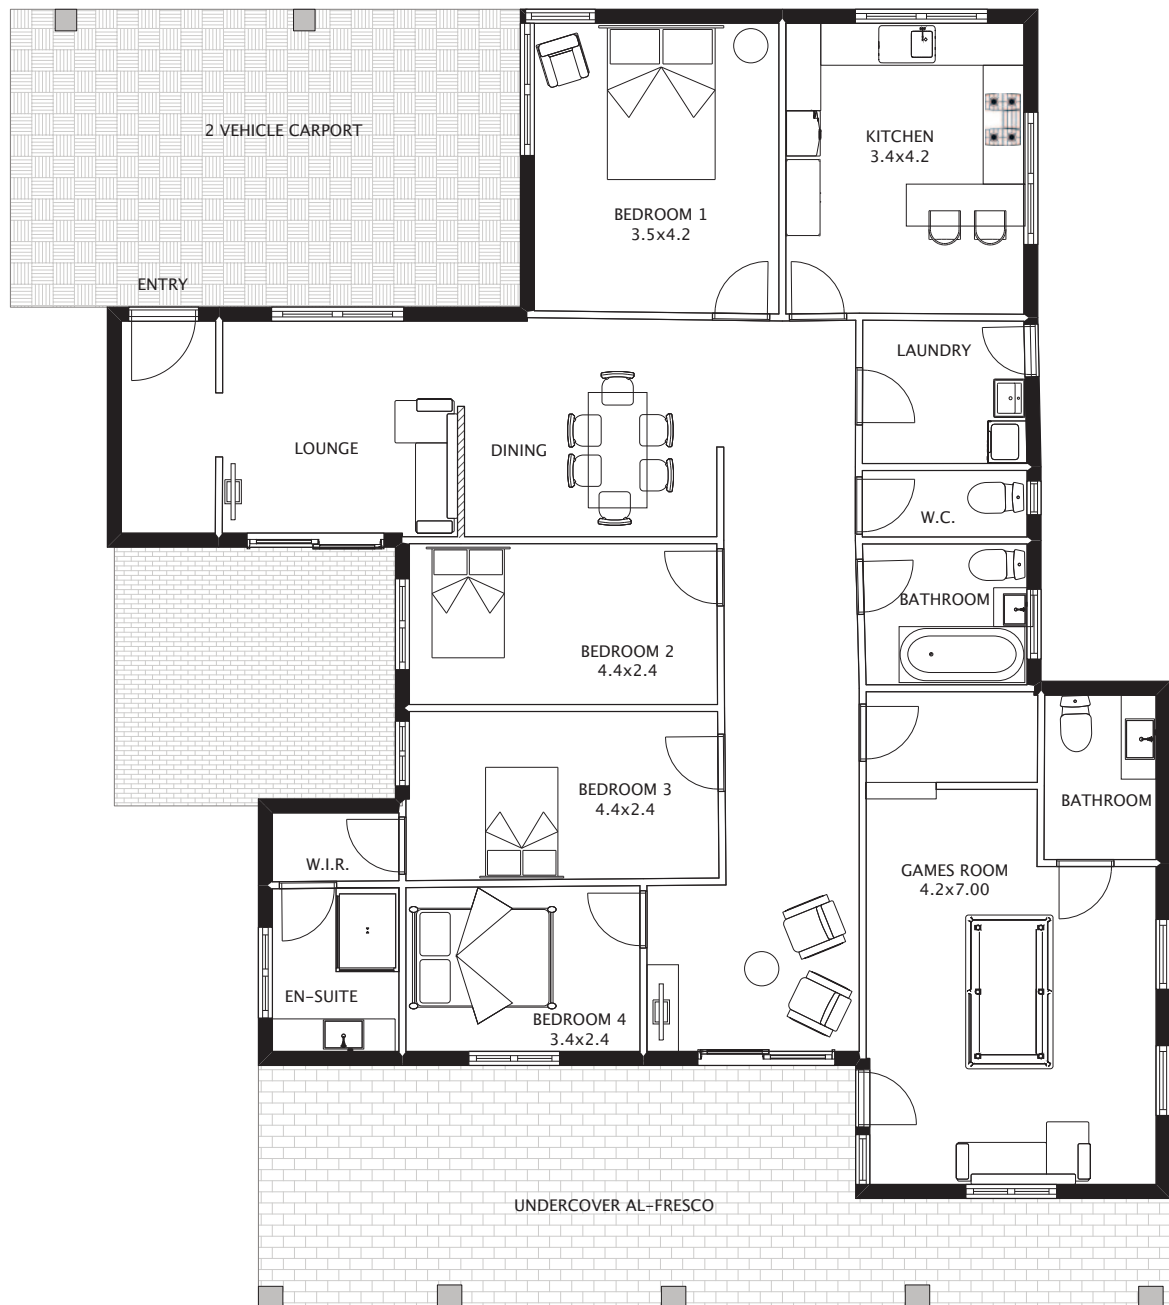 2 VEHICLE CARPORT
KITCHEN
3.4x4.2
BEDROOM 1
3.5x4.2
ENTRY
LAUNDRY
LOUNGE
DINING
W.C.
BATHROOM
BEDROOM 2
4.4x2.4
BEDROOM 3
4.4x2.4
BATHROOM
W.I.R.
GAMES ROOM
4.2x7.00
EN-SUITE
BEDROOM 4
3.4x2.4
UNDERCOVER AL-FRESCO